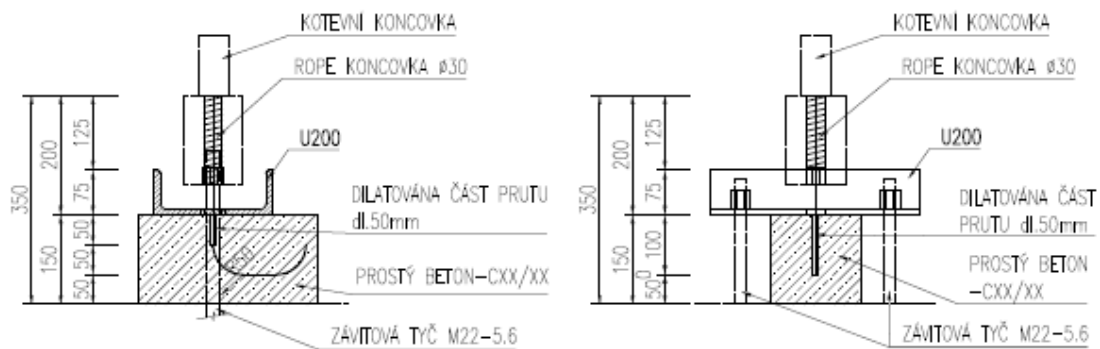 KOTEVNÍ KONCOVKA
ROPE KONCOVKA ø30
U200
DILATOVÁNA ČÁST PRUTU
dl.50mm
PROSTÝ BETON-CXX/XX
ZÁVITOVÁ TYČ M22-5.6
350
200
150
125
75
50
50
50
KOTEVNÍ KONCOVKA
ROPE KONCOVKA ø30
U200
DILATOVÁNA ČÁST
PRUTU dl.50mm
PROSTÝ BETON
-CXX/XX
ZÁVITOVÁ TYČ M22-5.6
350
200
150
125
75
100
50